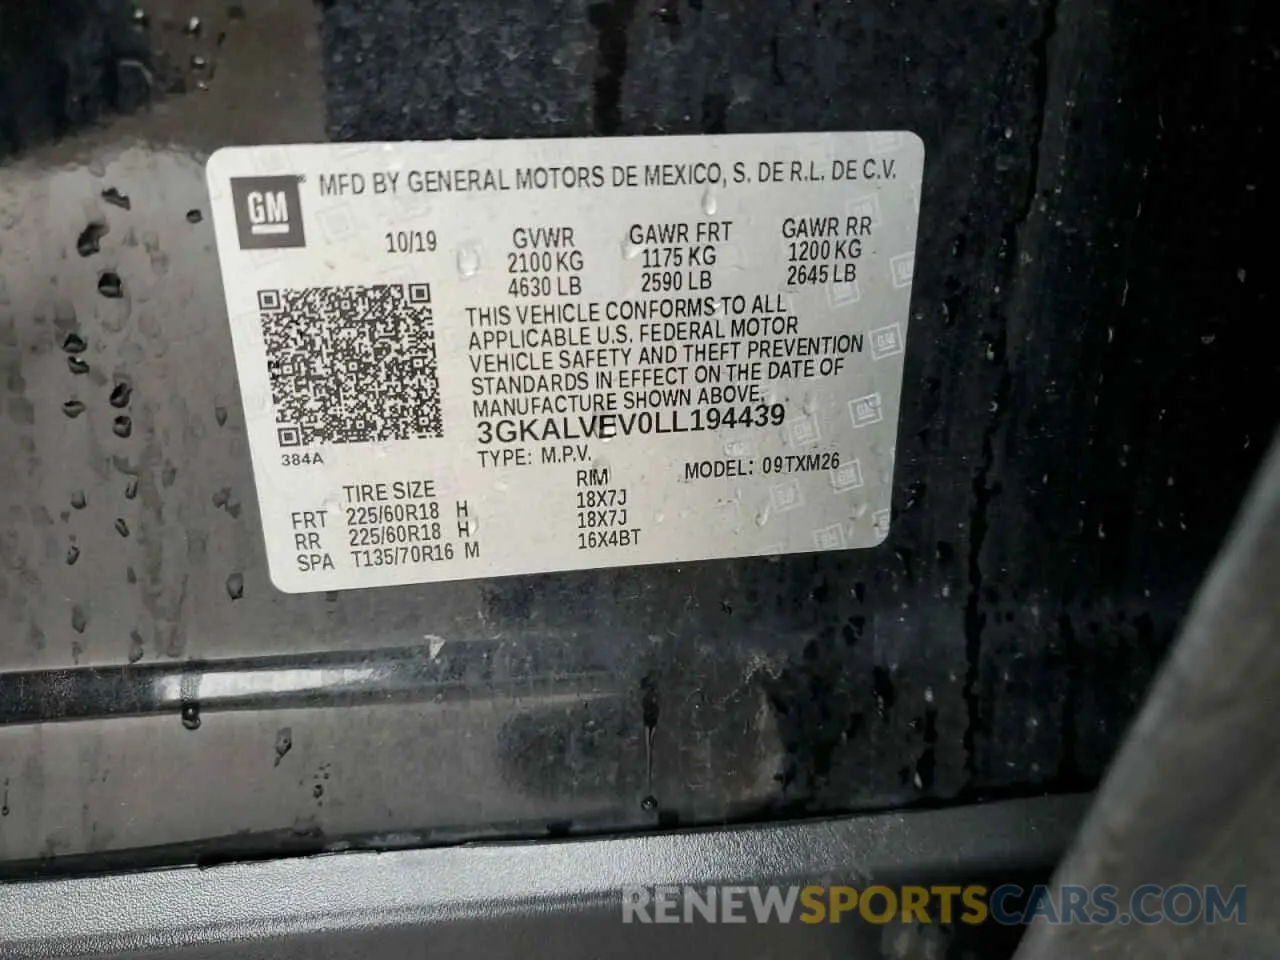 GM® MFD BY GENERAL MOTORS DE MEXICO, S. DE R.L. DE C.V.
10/19 GVWR GAWR FRT GAWR RR
2100 KG 1175 KG 1200 KG
4630 LB 2590 LB 2645 LB
THIS VEHICLE CONFORMS TO ALL
APPLICABLE U.S. FEDERAL MOTOR
VEHICLE SAFETY AND THEFT PREVENTION
STANDARDS IN EFFECT ON THE DATE OF
MANUFACTURE SHOWN ABOVE.
3GKALVEV0LL194439
384A TYPE: M.P.V. MODEL: 09TXM26
TIRE SIZE RIM
FRT 225/60R18 H 18X7J
RR 225/60R18 H 18X7J
SPA T135/70R16 M 16X4BT
RENEWSPORTSCARS.COM